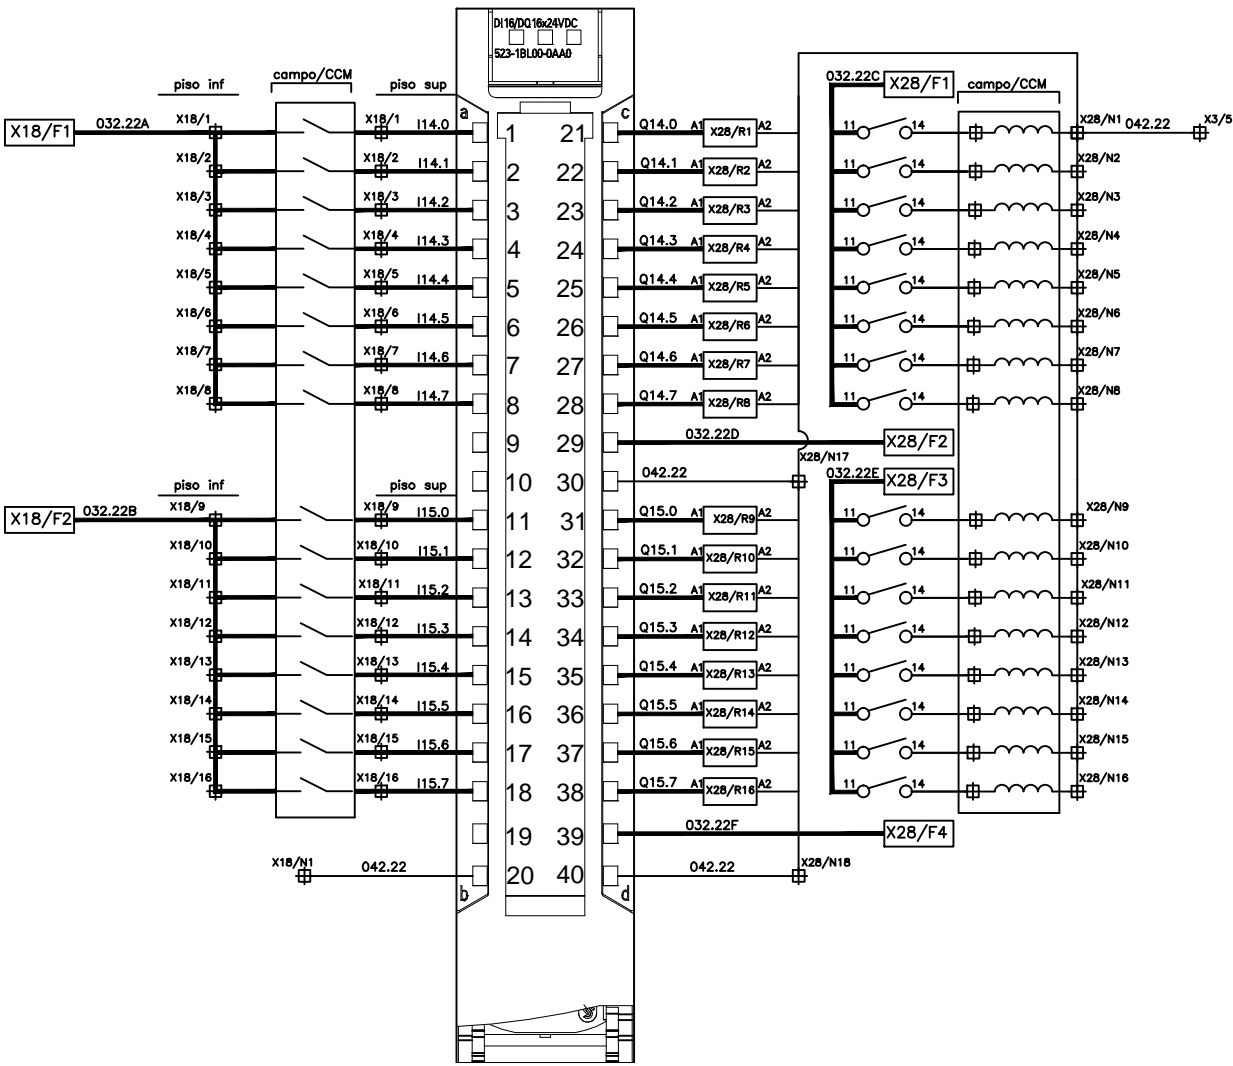 DI16/DQ16x24VDC
523-1BL00-0AA0
piso inf campo/CCM piso sup a c 032.22C X28/F1 campo/CCM
X18/F1 032.22A X18/1 X18/1 I14.0 1 21 Q14.0 A1 X28/R1 A2 11 14 X28/N1 042.22 X3/5
X18/2 X18/2 I14.1 2 22 Q14.1 A1 X28/R2 A2 11 14 X28/N2
X18/3 X18/3 I14.2 3 23 Q14.2 A1 X28/R3 A2 11 14 X28/N3
X18/4 X18/4 I14.3 4 24 Q14.3 A1 X28/R4 A2 11 14 X28/N4
X18/5 X18/5 I14.4 5 25 Q14.4 A1 X28/R5 A2 11 14 X28/N5
X18/6 X18/6 I14.5 6 26 Q14.5 A1 X28/R6 A2 11 14 X28/N6
X18/7 X18/7 I14.6 7 27 Q14.6 A1 X28/R7 A2 11 14 X28/N7
X18/8 X18/8 I14.7 8 28 Q14.7 A1 X28/R8 A2 11 14 X28/N8
9 29 032.22D X28/F2
10 30 042.22 X28/N17
piso inf piso sup 032.22E X28/F3
X18/F2 032.22B X18/9 X18/9 I15.0 11 31 Q15.0 A1 X28/R9 A2 11 14 X28/N9
X18/10 X18/10 I15.1 12 32 Q15.1 A1 X28/R10 A2 11 14 X28/N10
X18/11 X18/11 I15.2 13 33 Q15.2 A1 X28/R11 A2 11 14 X28/N11
X18/12 X18/12 I15.3 14 34 Q15.3 A1 X28/R12 A2 11 14 X28/N12
X18/13 X18/13 I15.4 15 35 Q15.4 A1 X28/R13 A2 11 14 X28/N13
X18/14 X18/14 I15.5 16 36 Q15.5 A1 X28/R14 A2 11 14 X28/N14
X18/15 X18/15 I15.6 17 37 Q15.6 A1 X28/R15 A2 11 14 X28/N15
X18/16 X18/16 I15.7 18 38 Q15.7 A1 X28/R16 A2 11 14 X28/N16
19 39 032.22F X28/F4
X18/N1 042.22 20 40 042.22 X28/N18
b d